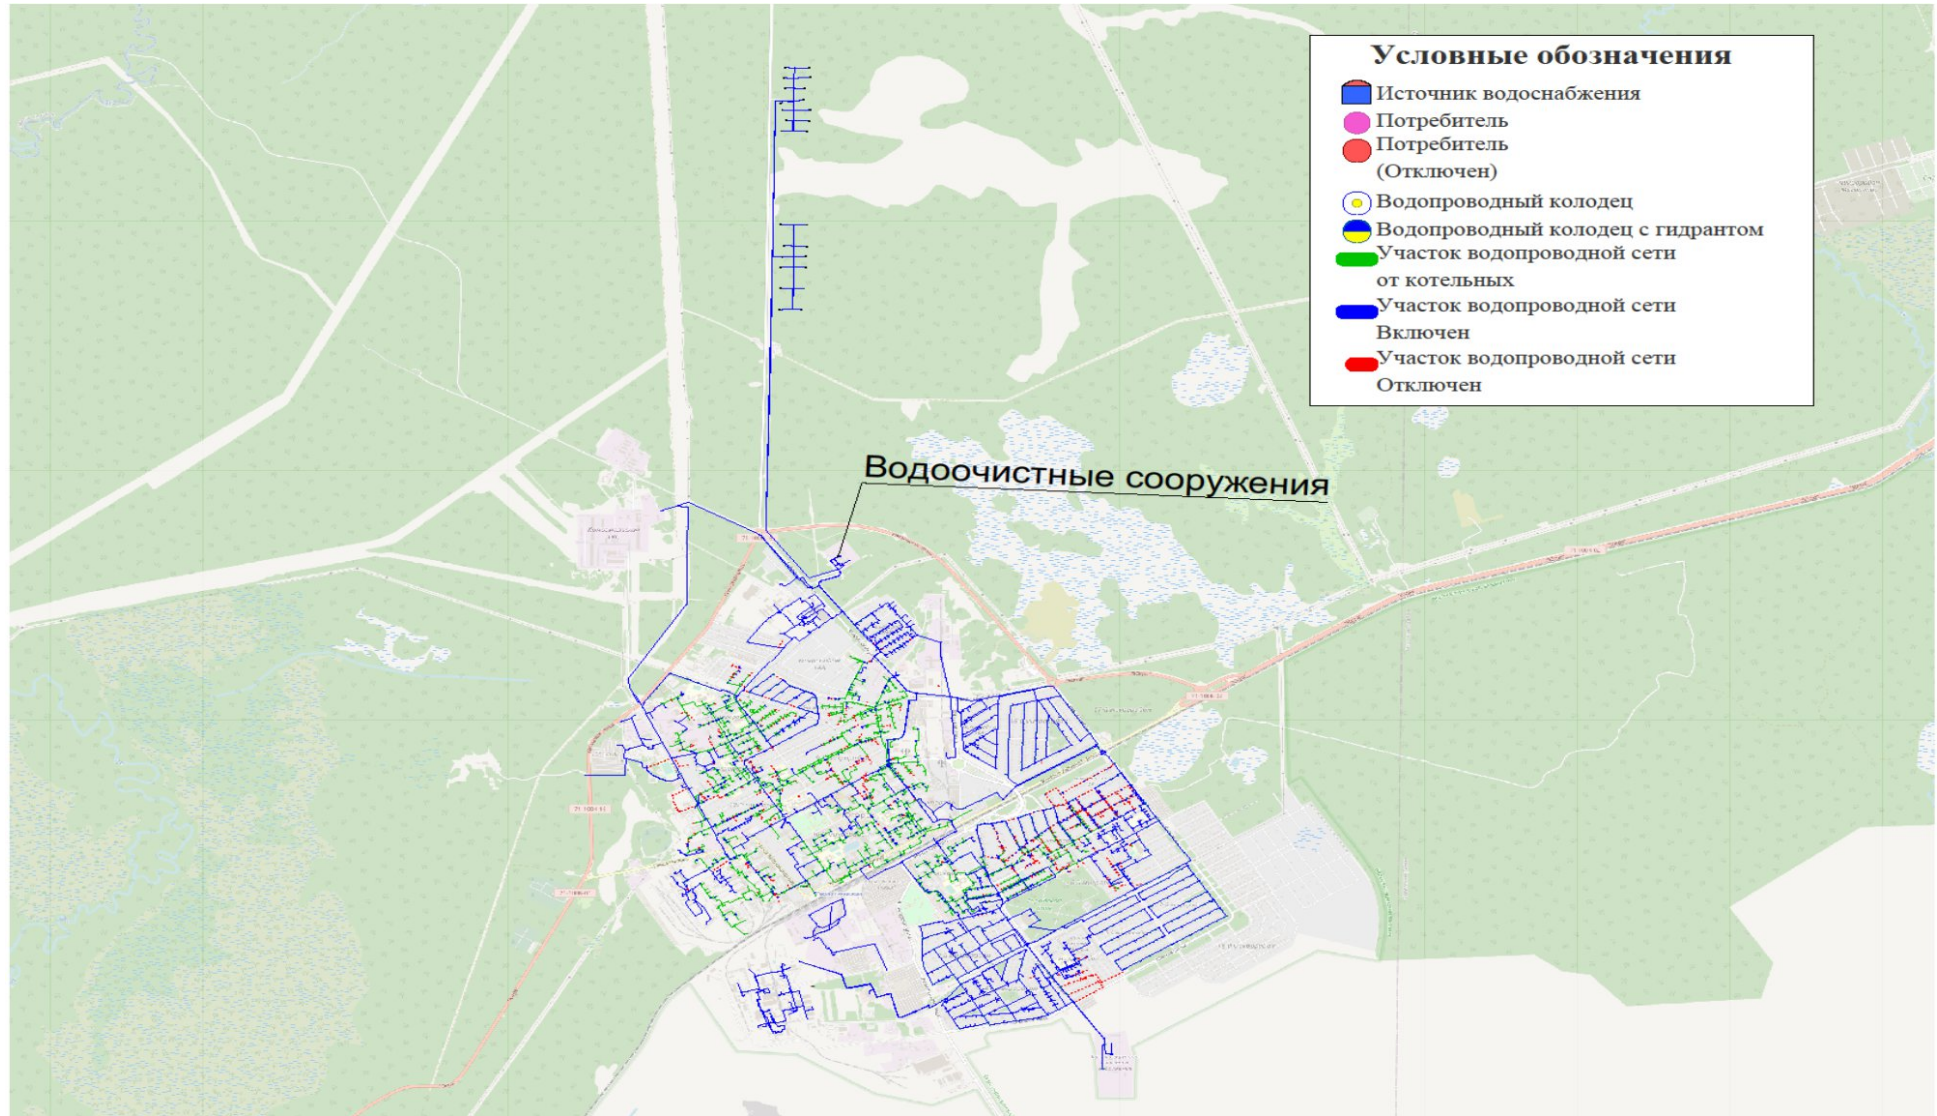 Условные обозначения
Источник водоснабжения
Потребитель
Потребитель
(Отключен)
Водопроводный колодец
Водопроводный колодец с гидрантом
Участок водопроводной сети
от котельных
Участок водопроводной сети
Включен
Участок водопроводной сети
Отключен
Водоочистные сооружения